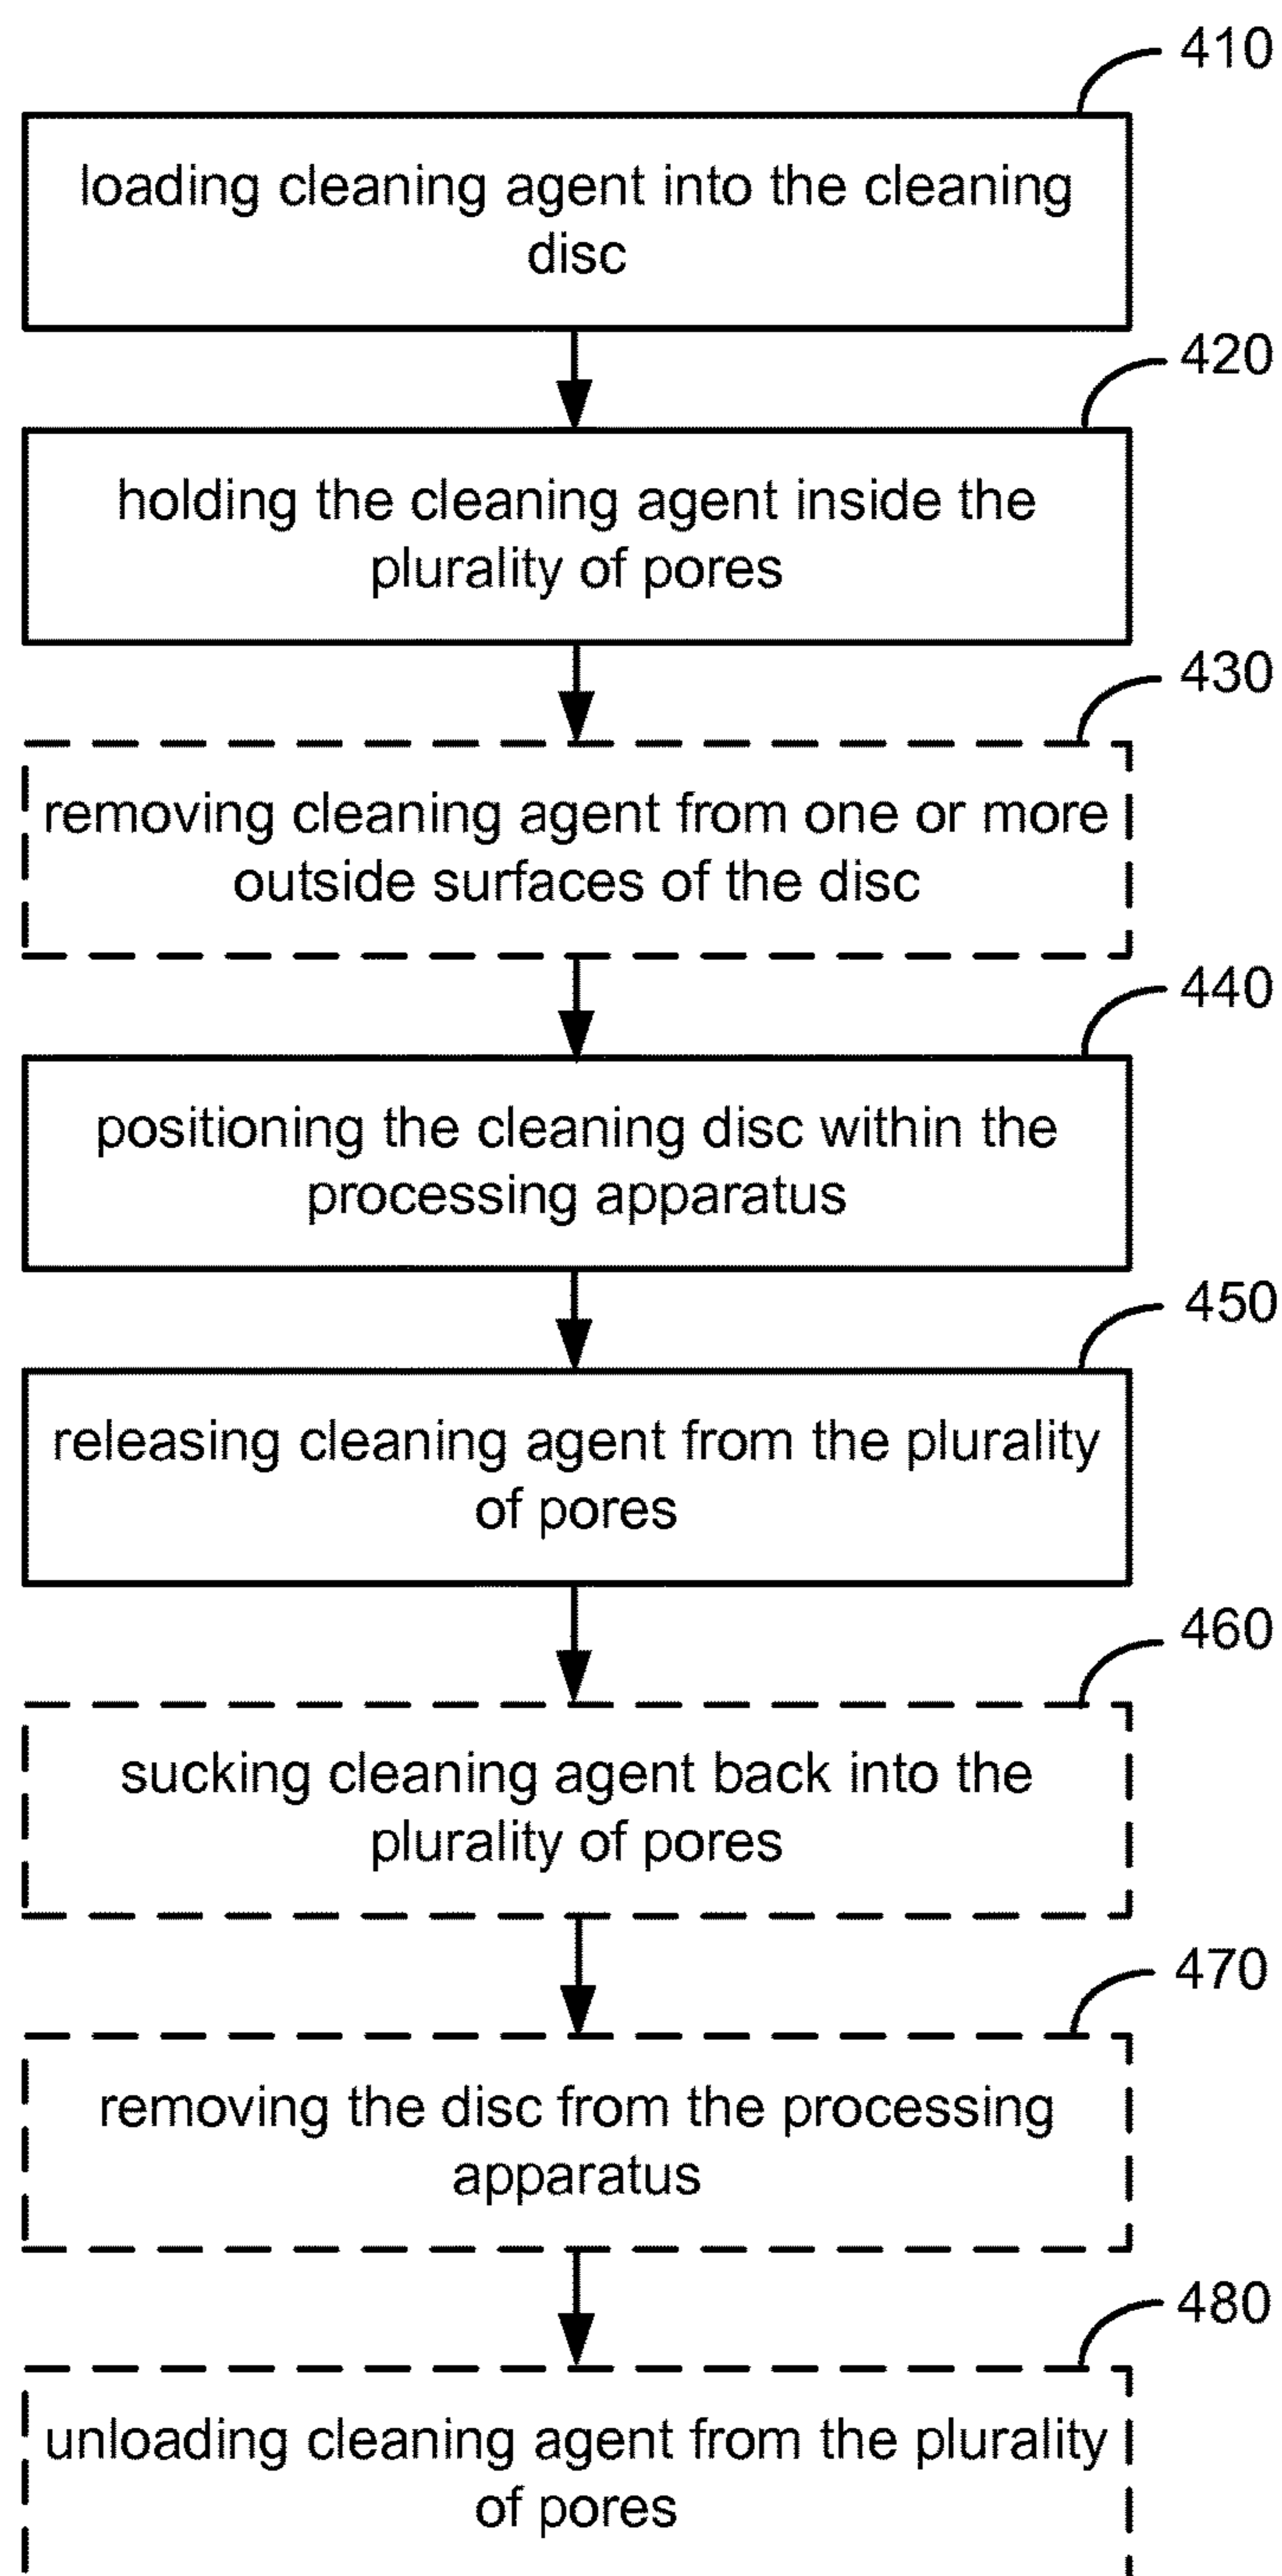 410
loading cleaning agent into the cleaning
disc
420
holding the cleaning agent inside the
plurality of pores
430
removing cleaning agent from one or more
outside surfaces of the disc
440
positioning the cleaning disc within the
processing apparatus
450
releasing cleaning agent from the plurality
of pores
460
sucking cleaning agent back into the
plurality of pores
470
removing the disc from the processing
apparatus
480
unloading cleaning agent from the plurality
of pores